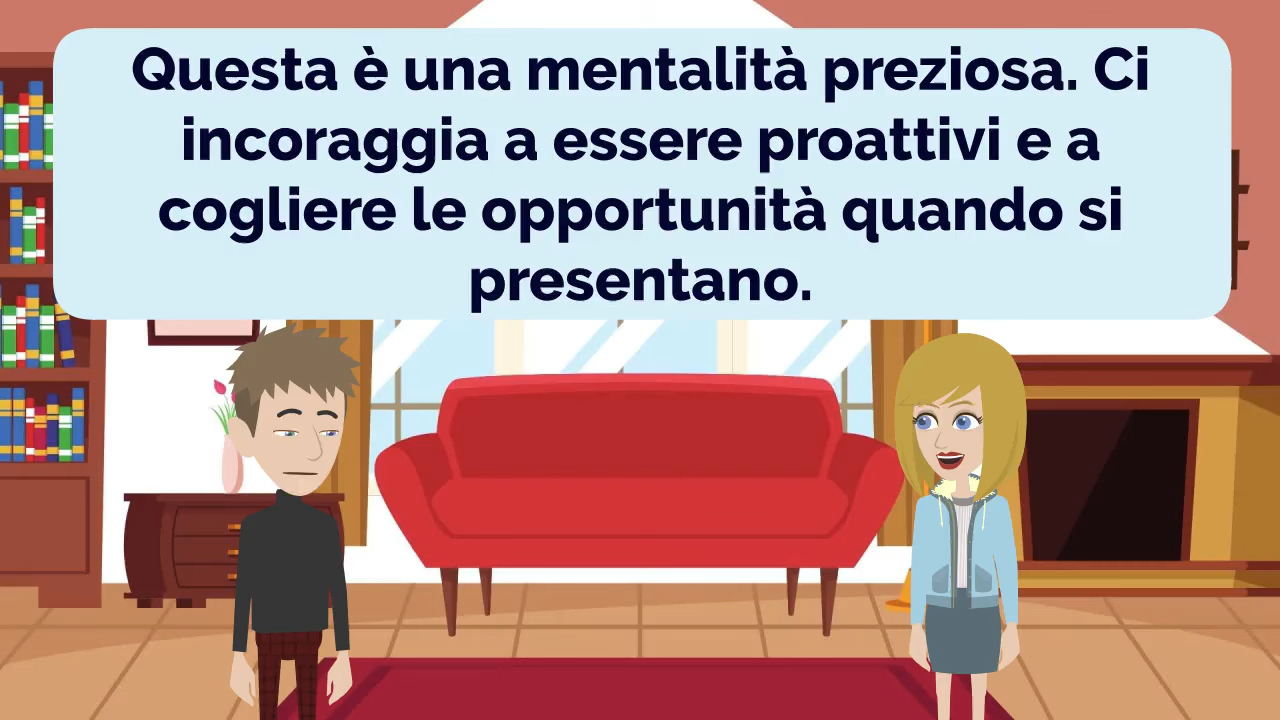 Questa è una mentalità preziosa. Ci
incoraggia a essere proattivi e a
cogliere le opportunità quando si
presentano.